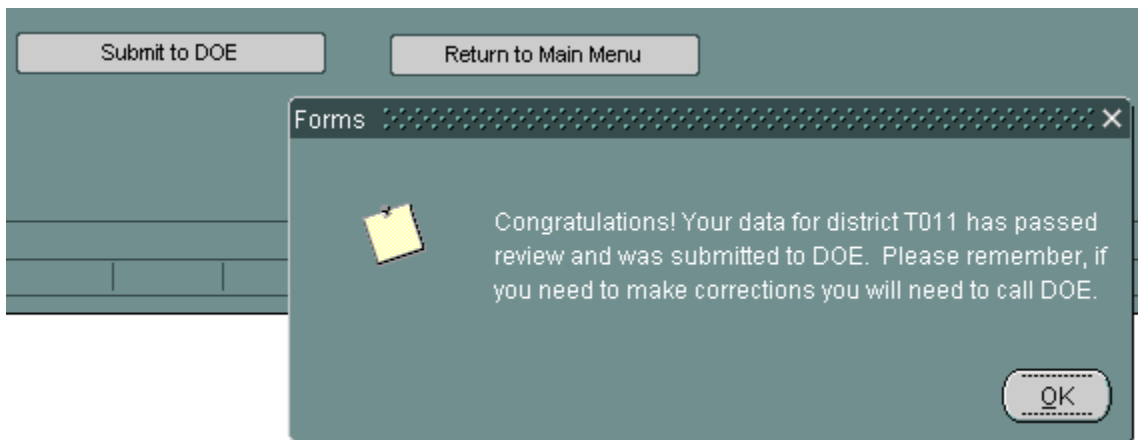 Submit to DOE
Return to Main Menu
Forms
Congratulations! Your data for district T011 has passed
review and was submitted to DOE. Please remember, if
you need to make corrections you will need to call DOE.
OK